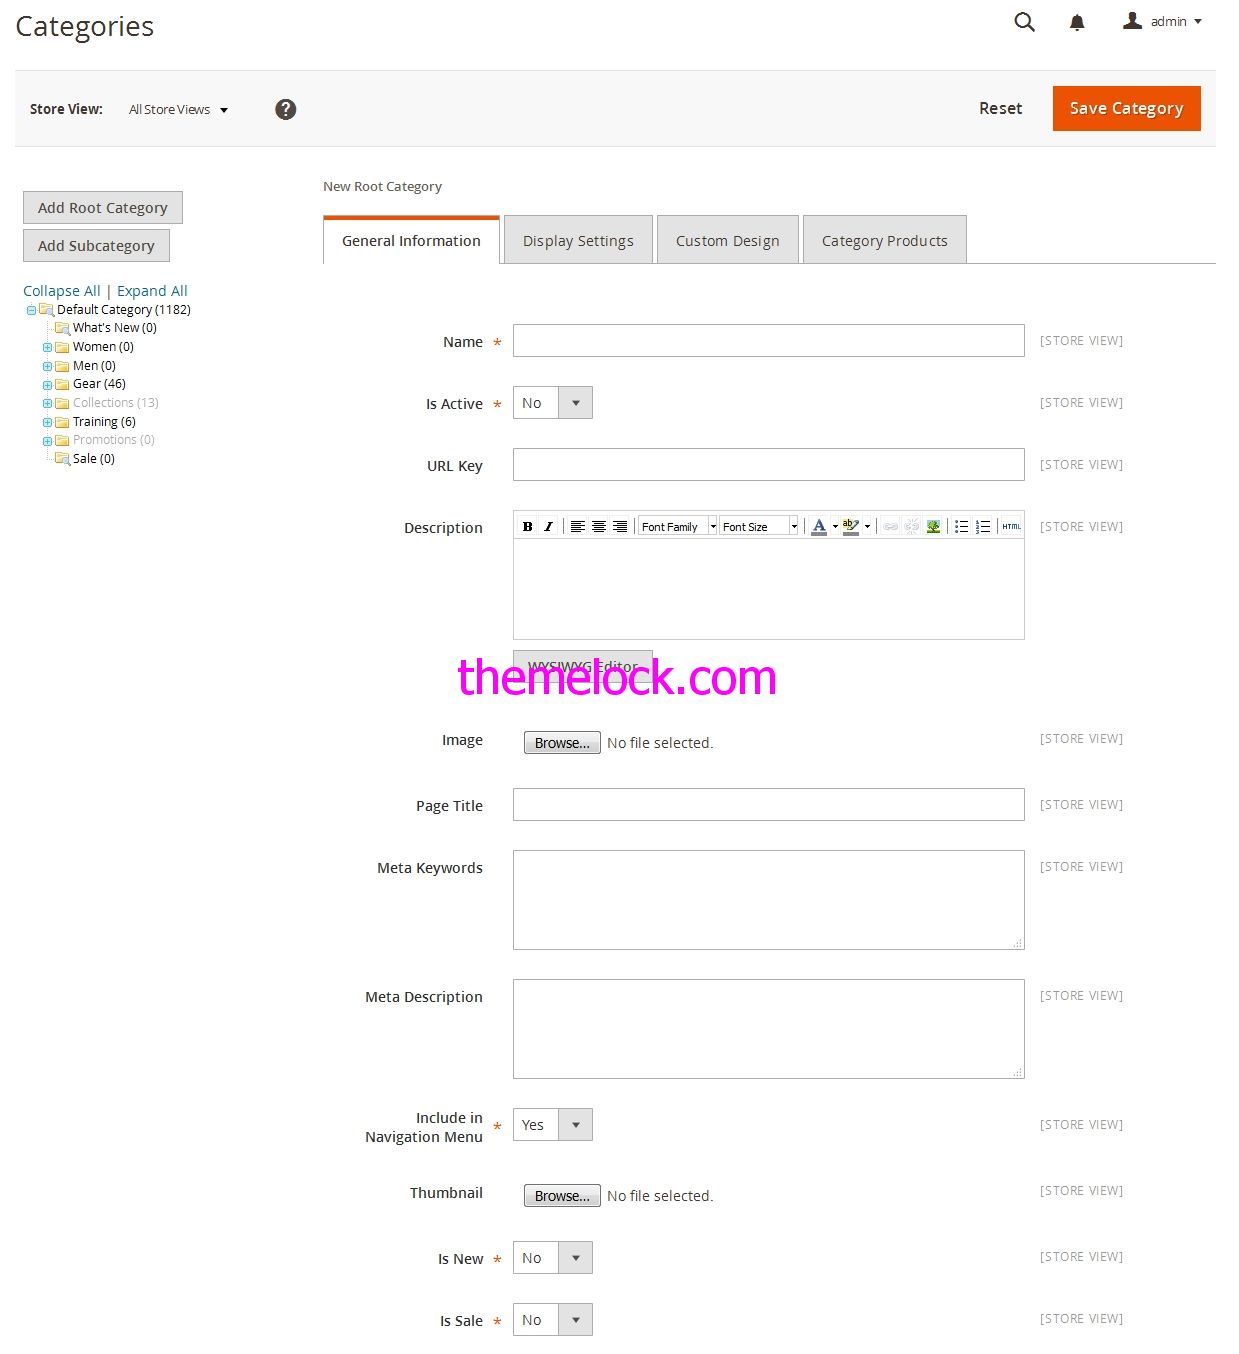 Categories
admin
Store View: All Store Views ? Reset Save Category
New Root Category
Add Root Category
Add Subcategory
General Information Display Settings Custom Design Category Products
Collapse All | Expand All
Default Category (1182)
What's New (0)
Women (0)
Men (0)
Gear (46)
Collections (13)
Training (6)
Promotions (0)
Sale (0)
Name * [STORE VIEW]
Is Active * No [STORE VIEW]
URL Key [STORE VIEW]
Description B I Font Family Font Size A ab HTML [STORE VIEW]
WYSIWYG Editor
themelock.com
Image Browse... No file selected. [STORE VIEW]
Page Title [STORE VIEW]
Meta Keywords [STORE VIEW]
Meta Description [STORE VIEW]
Include in
Navigation Menu * Yes [STORE VIEW]
Thumbnail Browse... No file selected. [STORE VIEW]
Is New * No [STORE VIEW]
Is Sale * No [STORE VIEW]